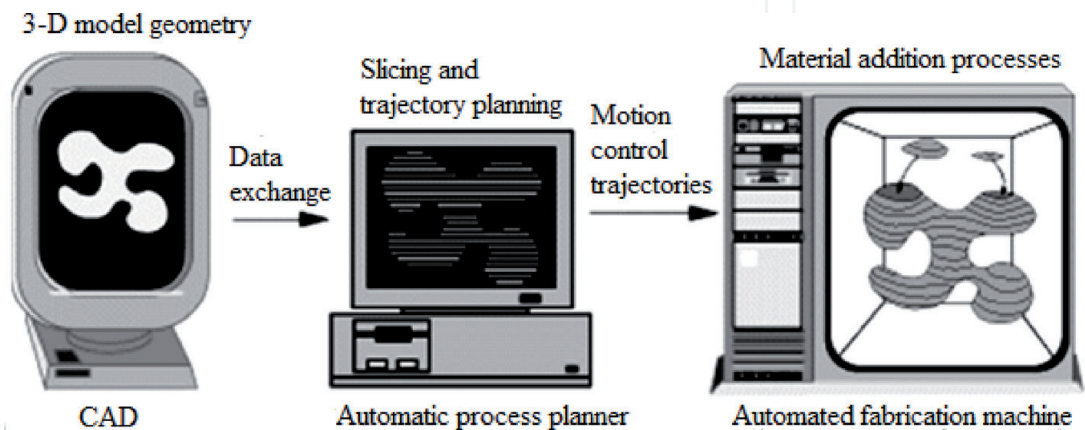 3-D model geometry
Slicing and
trajectory planning
Material addition processes
Data
exchange
Motion
control
trajectories
CAD
Automatic process planner
Automated fabrication machine